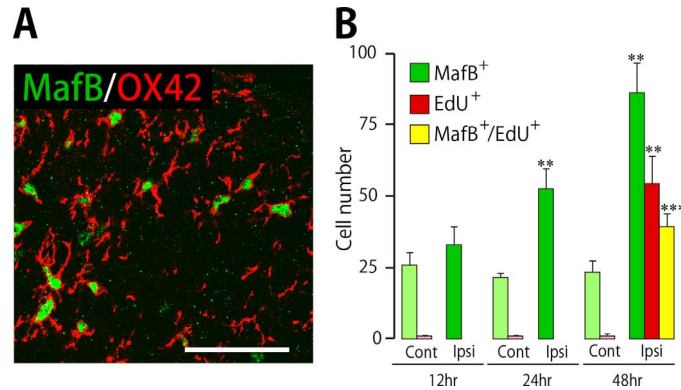 A
MafB/OX42
B
Cell number
100
75
50
25
0
MafB+
EdU+
MafB+/EdU+
**
**
**
***
Cont Ipsi Cont Ipsi Cont Ipsi
12hr 24hr 48hr